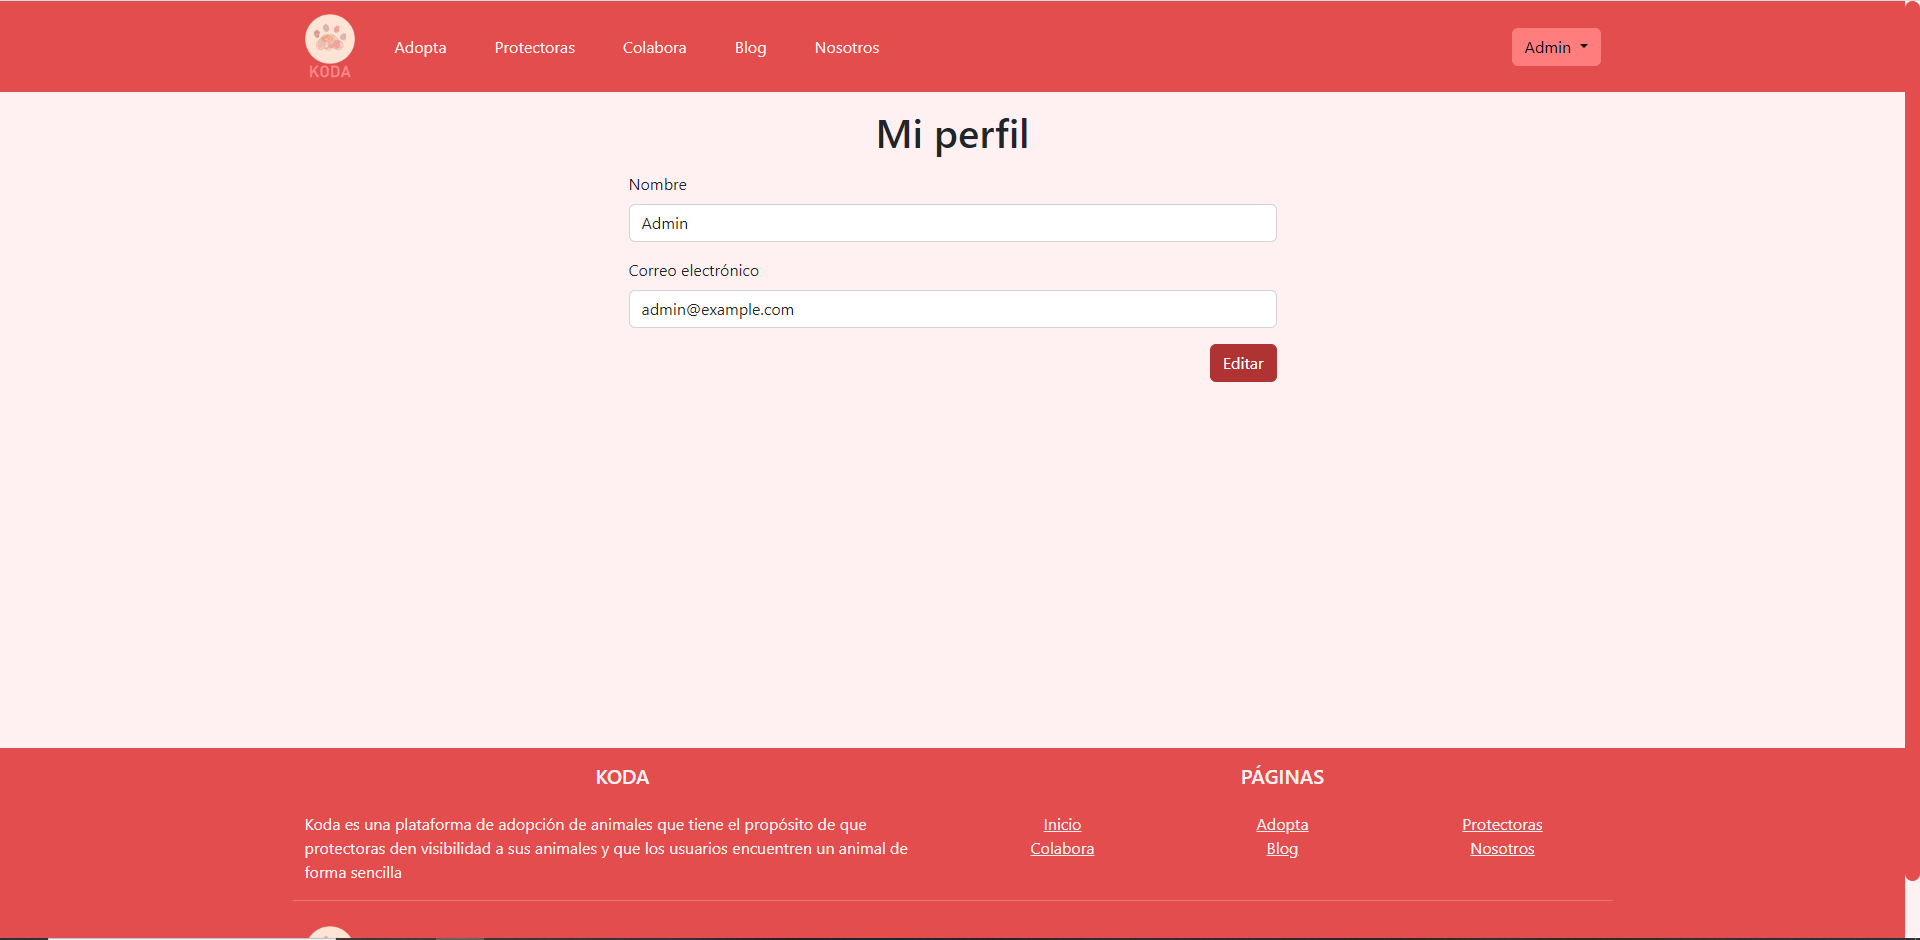 KODA
Adopta
Protectoras
Colabora
Blog
Nosotros
Admin
Mi perfil
Nombre
Admin
Correo electrónico
admin@example.com
Editar
KODA
Koda es una plataforma de adopción de animales que tiene el propósito de que
protectoras den visibilidad a sus animales y que los usuarios encuentren un animal de
forma sencilla
PÁGINAS
Inicio
Adopta
Protectoras
Colabora
Blog
Nosotros